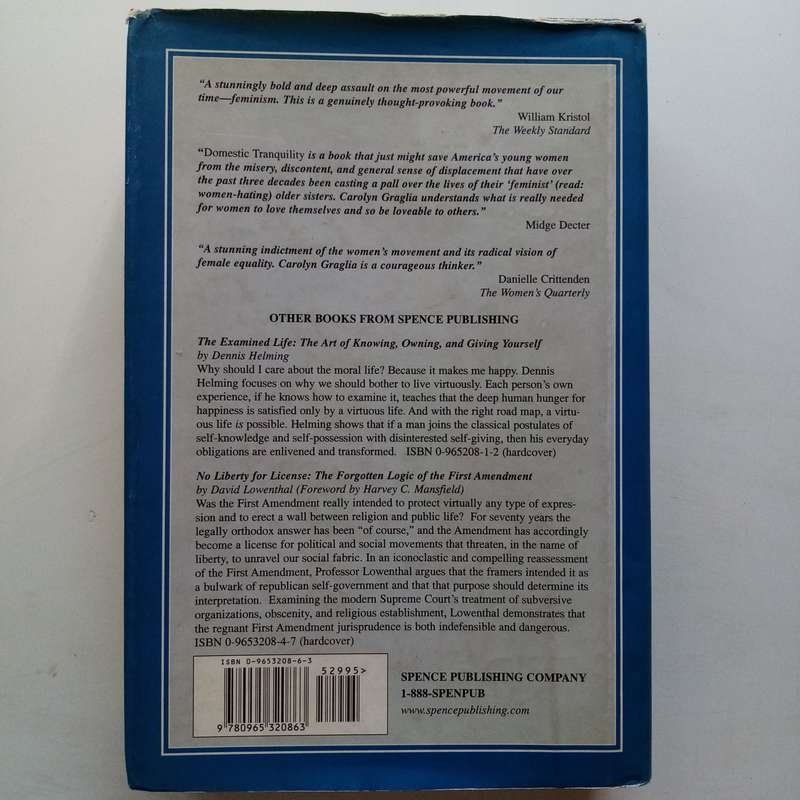 “A stunningly bold and deep assault on the most powerful movement of our
time—feminism. This is a genuinely thought-provoking book.”
William Kristol
The Weekly Standard
“Domestic Tranquility is a book that just might save America’s young women
from the misery, discontent, and general sense of displacement that have over
the past three decades been casting a pall over the lives of their ‘feminist’ (read:
women-hating) older sisters. Carolyn Graglia understands what is really needed
for women to love themselves and so be loveable to others.”
Midge Decter
“A stunning indictment of the women’s movement and its radical vision of
female equality. Carolyn Graglia is a courageous thinker.”
Danielle Crittenden
The Women’s Quarterly
OTHER BOOKS FROM SPENCE PUBLISHING
The Examined Life: The Art of Knowing, Owning, and Giving Yourself
by Dennis Helming
Why should I care about the moral life? Because it makes me happy. Dennis
Helming focuses on why we should bother to live virtuously. Each person’s own
experience, if he knows how to examine it, teaches that the deep human hunger for
happiness is satisfied only by a virtuous life. And with the right road map, a virtu-
ous life is possible. Helming shows that if a man joins the classical postulates of
self-knowledge and self-possession with disinterested self-giving, then his everyday
obligations are enlivened and transformed. ISBN 0-965208-1-2 (hardcover)
No Liberty for License: The Forgotten Logic of the First Amendment
by David Lowenthal (Foreword by Harvey C. Mansfield)
Was the First Amendment really intended to protect virtually any type of expres-
sion and to erect a wall between religion and public life? For seventy years the
legally orthodox answer has been “of course,” and the Amendment has accordingly
become a license for political and social movements that threaten, in the name of
liberty, to unravel our social fabric. In an iconoclastic and compelling reassessment
of the First Amendment, Professor Lowenthal argues that the framers intended it as
a bulwark of republican self-government and that that purpose should determine its
interpretation. Examining the modern Supreme Court’s treatment of subversive
organizations, obscenity, and religious establishment, Lowenthal demonstrates that
the regnant First Amendment jurisprudence is both indefensible and dangerous.
ISBN 0-9653208-4-7 (hardcover)
ISBN 0-9653208-6-3
52995>
9 780965 320863
SPENCE PUBLISHING COMPANY
1-888-SPENPUB
www.spencepublishing.com